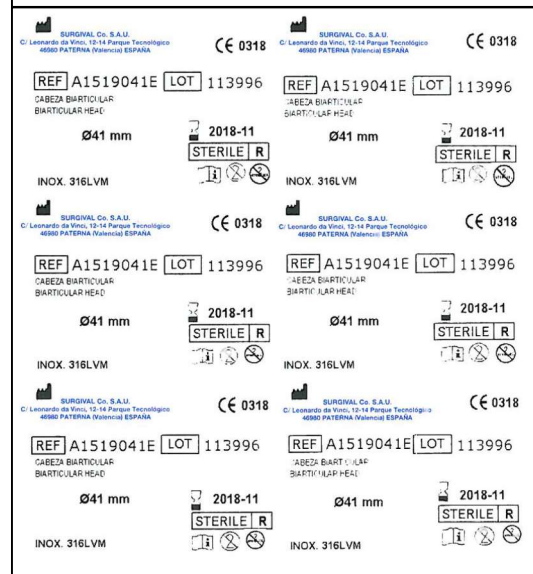 SURGIVAL Co. S.A.U.
C/ Leonardo da Vinci, 12-14 Parque Tecnológico
46980 PATERNA (Valencia) ESPAÑA
CE 0318
REF A1519041E LOT 113996
CABEZA BIARTICULAR
BIARTICULAR HEAD
Ø41 mm
2018-11
STERILE R
INOX. 316LVM
SURGIVAL Co. S.A.U.
C/ Leonardo da Vinci, 12-14 Parque Tecnológico
46980 PATERNA (Valencia) ESPAÑA
CE 0318
REF A1519041E LOT 113996
CABEZA BIARTICULAR
BIARTICULAR HEAD
Ø41 mm
2018-11
STERILE R
INOX. 316LVM
SURGIVAL Co. S.A.U.
C/ Leonardo da Vinci, 12-14 Parque Tecnológico
46980 PATERNA (Valencia) ESPAÑA
CE 0318
REF A1519041E LOT 113996
CABEZA BIARTICULAR
BIARTICULAR HEAD
Ø41 mm
2018-11
STERILE R
INOX. 316LVM
SURGIVAL Co. S.A.U.
C/ Leonardo da Vinci, 12-14 Parque Tecnológico
46980 PATERNA (Valencia) ESPAÑA
CE 0318
REF A1519041E LOT 113996
CABEZA BIARTICULAR
BIARTICULAR HEAD
Ø41 mm
2018-11
STERILE R
INOX. 316LVM
SURGIVAL Co. S.A.U.
C/ Leonardo da Vinci, 12-14 Parque Tecnológico
46980 PATERNA (Valencia) ESPAÑA
CE 0318
REF A1519041E LOT 113996
CABEZA BIARTICULAR
BIARTICULAR HEAD
Ø41 mm
2018-11
STERILE R
INOX. 316LVM
SURGIVAL Co. S.A.U.
C/ Leonardo da Vinci, 12-14 Parque Tecnológico
46980 PATERNA (Valencia) ESPAÑA
CE 0318
REF A1519041E LOT 113996
CABEZA BIARTICULAR
BIARTICULAR HEAD
Ø41 mm
2018-11
STERILE R
INOX. 316LVM